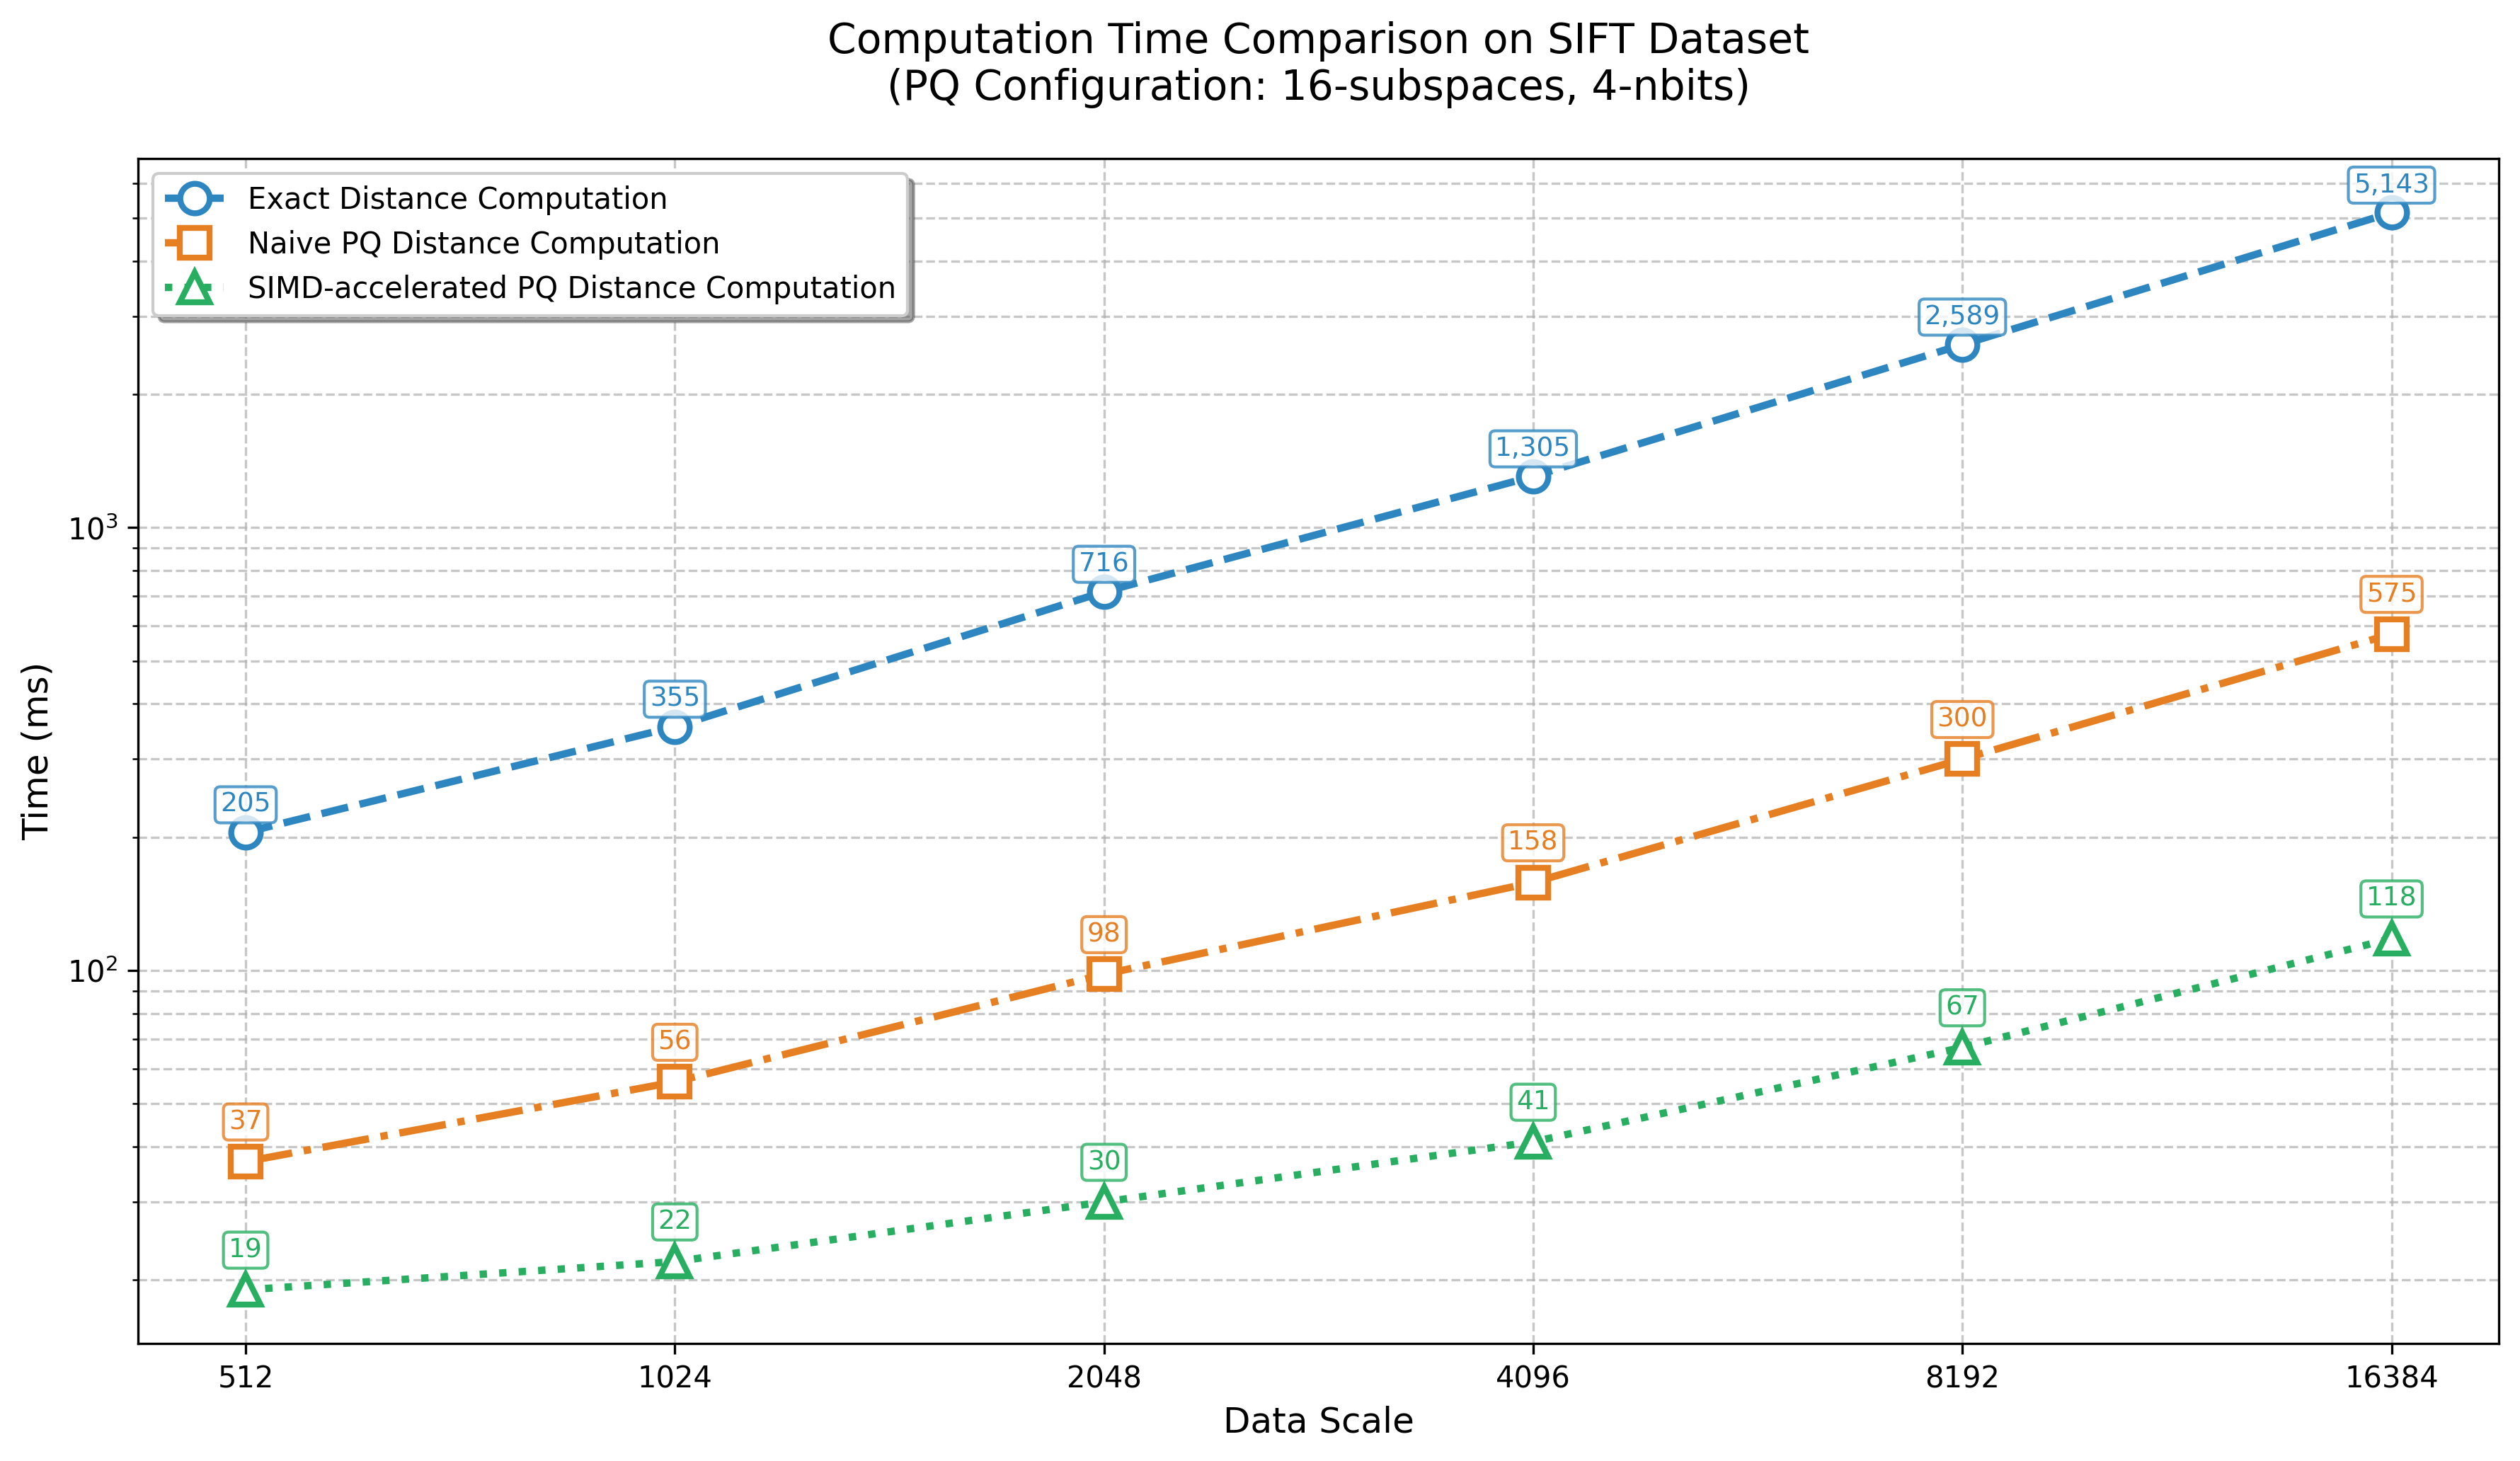 Computation Time Comparison on SIFT Dataset
(PQ Configuration: 16-subspaces, 4-nbits)
Exact Distance Computation
Naive PQ Distance Computation
SIMD-accelerated PQ Distance Computation
5,143
2,589
1,305
716
355
205
575
300
158
98
56
37
118
67
41
30
22
19
10³
10²
Time (ms)
512 1024 2048 4096 8192 16384
Data Scale